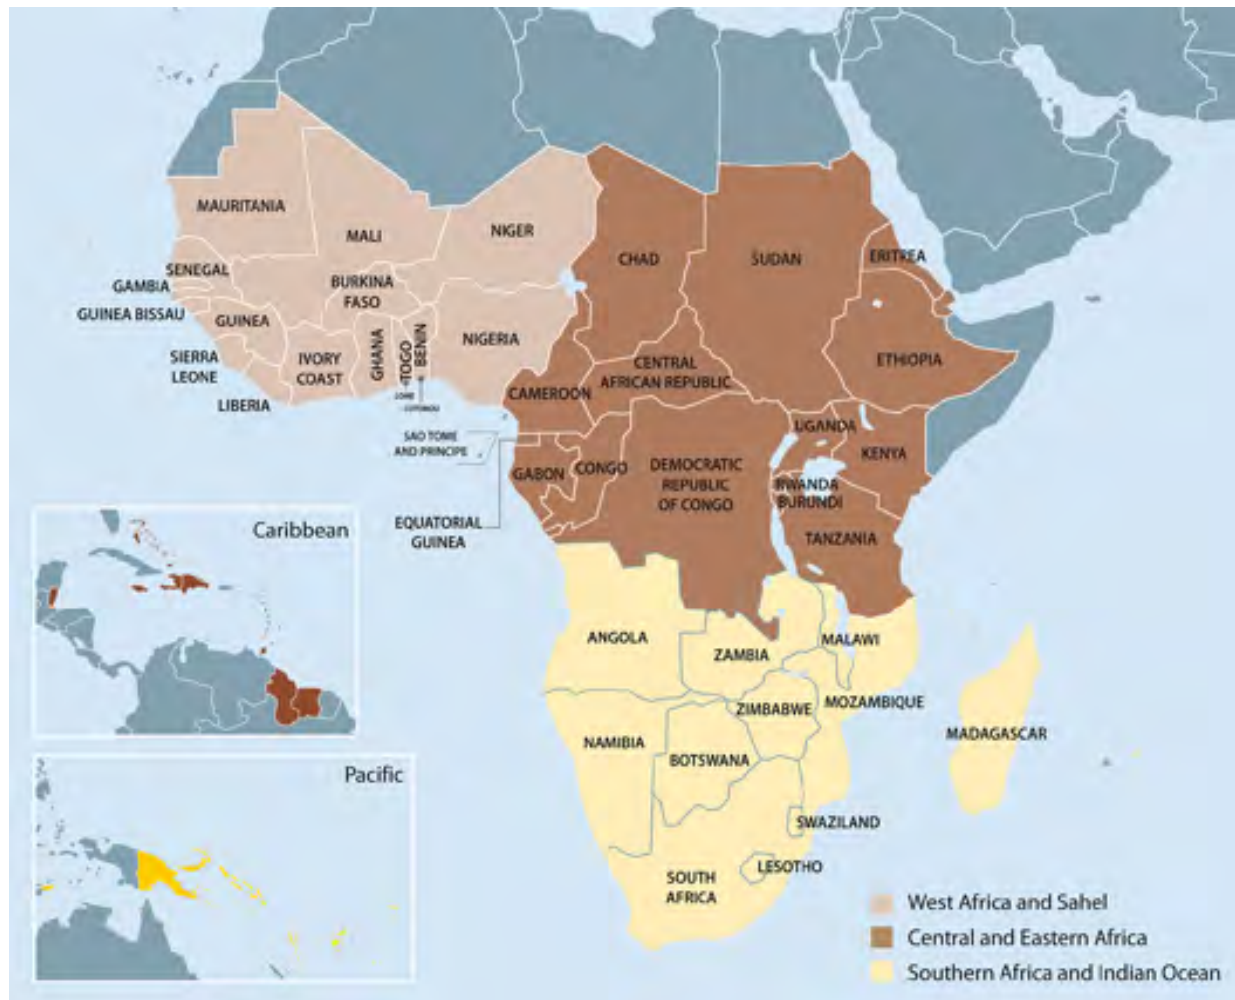 MAURITANIA
MALI
NIGER
CHAD
SUDAN
ERITREA
SENEGAL
GAMBIA
BURKINA
FASO
GUINEA BISSAU
GUINEA
NIGERIA
SIERRA
LEONE
IVORY
COAST
GHANA
TOGO
BENIN
LIBERIA
LOME
COTONOU
ETHIOPIA
CENTRAL
AFRICAN REPUBLIC
CAMEROON
SAO TOME
AND PRINCIPE
UGANDA
KENYA
GABON
CONGO
DEMOCRATIC
REPUBLIC
OF CONGO
RWANDA
BURUNDI
EQUATORIAL
GUINEA
TANZANIA
Caribbean
ANGOLA
ZAMBIA
MALAWI
MOZAMBIQUE
ZIMBABWE
NAMIBIA
BOTSWANA
MADAGASCAR
Pacific
SWAZILAND
LESOTHO
SOUTH
AFRICA
West Africa and Sahel
Central and Eastern Africa
Southern Africa and Indian Ocean